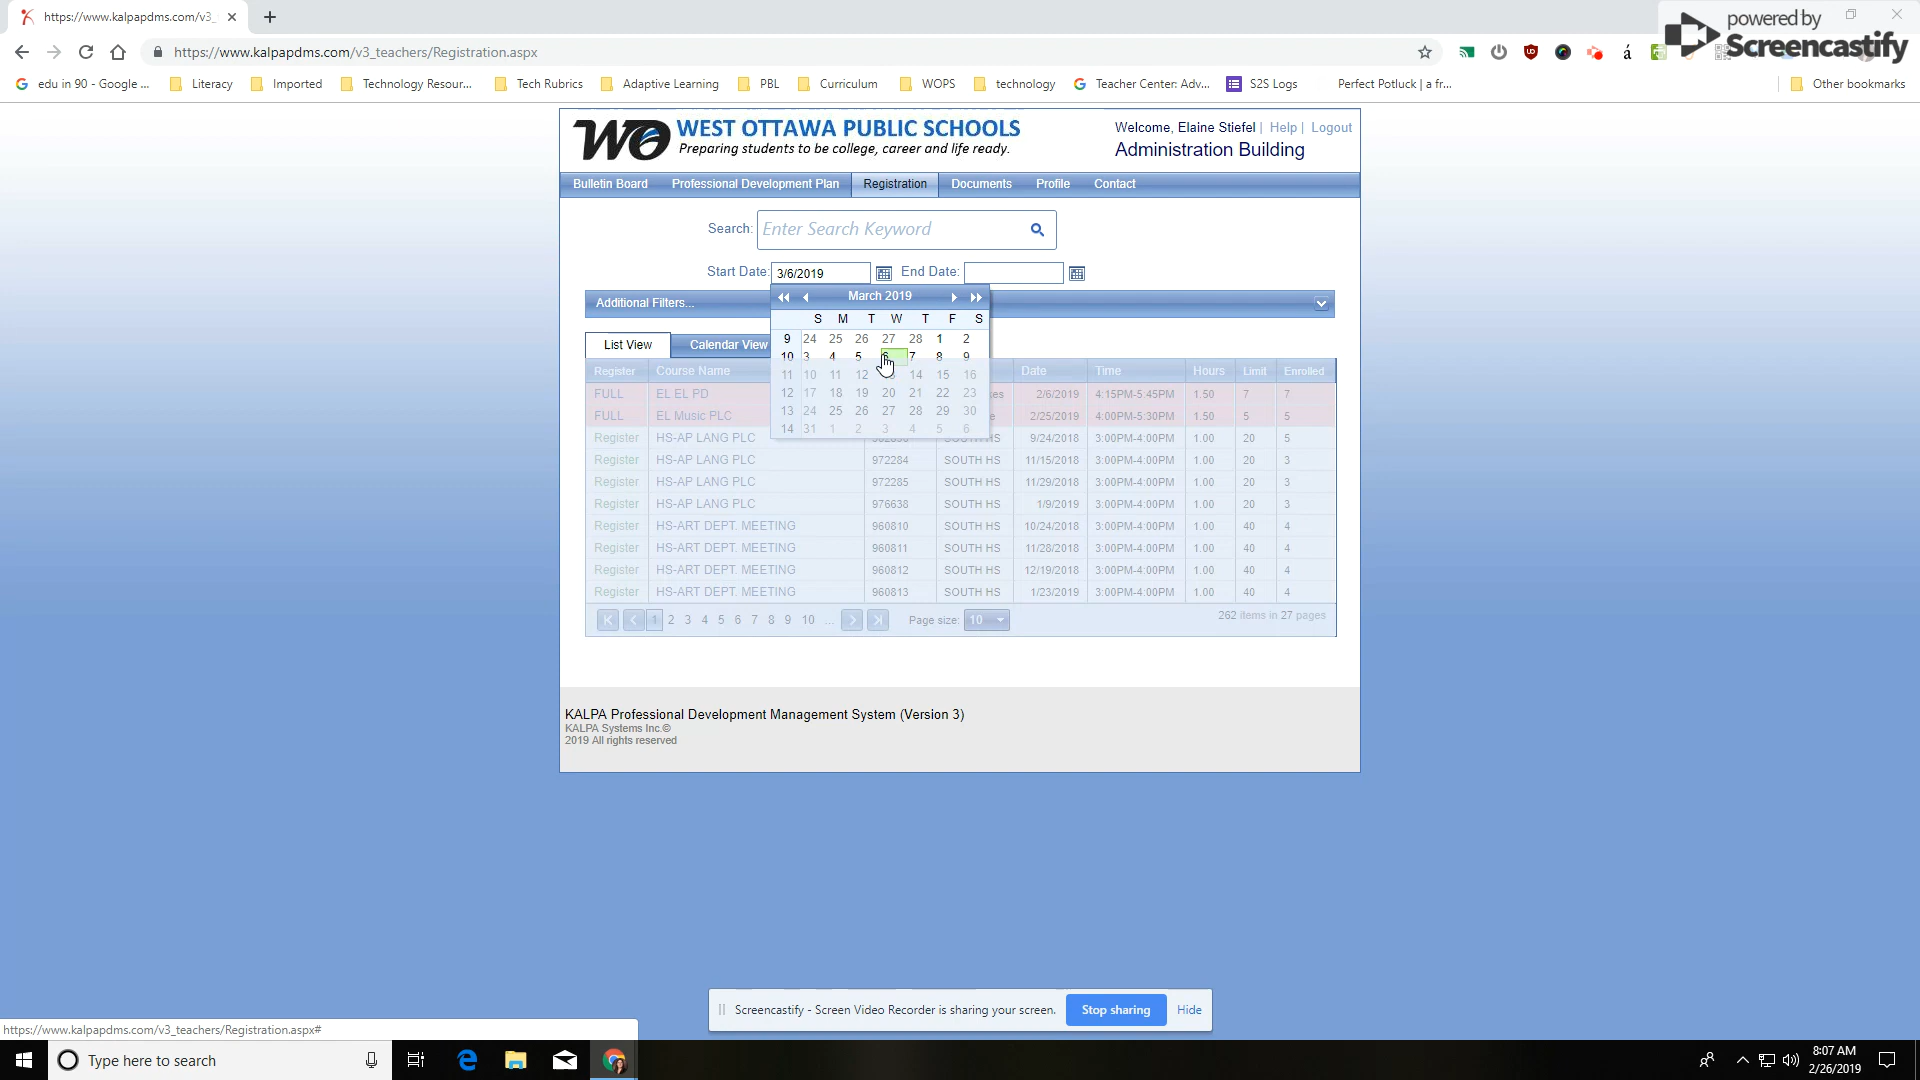 https://www.kalpapdms.com/v3_
powered by
Screencastify
https://www.kalpapdms.com/v3_teachers/Registration.aspx
edu in 90 - Google ...
Literacy
Imported
Technology Resour...
Tech Rubrics
Adaptive Learning
PBL
Curriculum
WOPS
technology
Teacher Center: Adv...
S2S Logs
Perfect Potluck | a fr...
Other bookmarks
WO
WEST OTTAWA PUBLIC SCHOOLS
Preparing students to be college, career and life ready.
Welcome, Elaine Stiefel | Help | Logout
Administration Building
Bulletin Board Professional Development Plan Registration Documents Profile Contact
Search: Enter Search Keyword
Start Date: 3/6/2019 End Date:
Additional Filters...
March 2019
S M T W T F S
9 24 25 26 27 28 1 2
10 3 4 5 6 7 8 9
11 10 11 12 14 15 16
12 17 18 19 20 21 22 23
13 24 25 26 27 28 29 30
14 31 1 2 3 4 5 6
List View Calendar View
Register Course Name Date Time Hours Limit Enrolled
FULL EL EL PD 2/6/2019 4:15PM-5:45PM 1.50 7 7
FULL EL Music PLC 2/25/2019 4:00PM-5:30PM 1.50 5 5
Register HS-AP LANG PLC 9/24/2018 3:00PM-4:00PM 1.00 20 5
Register HS-AP LANG PLC 972284 SOUTH HS 11/15/2018 3:00PM-4:00PM 1.00 20 3
Register HS-AP LANG PLC 972285 SOUTH HS 11/29/2018 3:00PM-4:00PM 1.00 20 3
Register HS-AP LANG PLC 976638 SOUTH HS 1/9/2019 3:00PM-4:00PM 1.00 20 3
Register HS-ART DEPT. MEETING 960810 SOUTH HS 10/24/2018 3:00PM-4:00PM 1.00 40 4
Register HS-ART DEPT. MEETING 960811 SOUTH HS 11/28/2018 3:00PM-4:00PM 1.00 40 4
Register HS-ART DEPT. MEETING 960812 SOUTH HS 12/19/2018 3:00PM-4:00PM 1.00 40 4
Register HS-ART DEPT. MEETING 960813 SOUTH HS 1/23/2019 3:00PM-4:00PM 1.00 40 4
1 2 3 4 5 6 7 8 9 10 ... Page size: 10 262 items in 27 pages
KALPA Professional Development Management System (Version 3)
KALPA Systems Inc.©
2019 All rights reserved
Screencastify - Screen Video Recorder is sharing your screen. Stop sharing Hide
https://www.kalpapdms.com/v3_teachers/Registration.aspx#
Type here to search
8:07 AM
2/26/2019